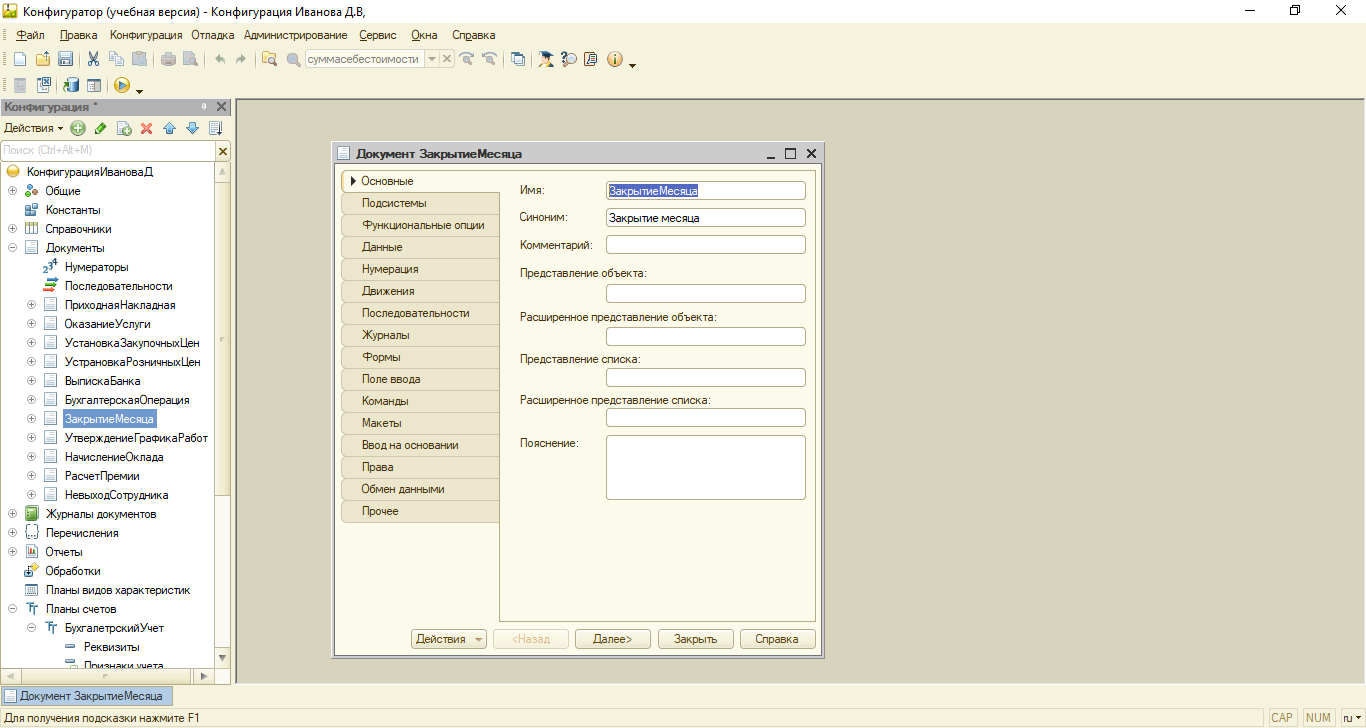 Конфигуратор (учебная версия) - Конфигурация Иванова Д.В,
Файл Правка Конфигурация Отладка Администрирование Сервис Окна Справка
суммасебестоимости
Конфигурация *
Действия
Поиск (Ctrl+Alt+M)
КонфигурацияИвановаД
Общие
Константы
Справочники
Документы
Нумераторы
Последовательности
ПриходнаяНакладная
ОказаниеУслуги
УстановкаЗакупочныхЦен
УстрановкаРозничныхЦен
ВыпискаБанка
БухгалтерскаяОперация
ЗакрытиеМесяца
УтверждениеГрафикаРабот
НачислениеОклада
РасчетПремии
НевыходСотрудника
Журналы документов
Перечисления
Отчеты
Обработки
Планы видов характеристик
Планы счетов
БухгалетрскийУчет
Реквизиты
Признаки учета
Документ ЗакрытиеМесяца
Основные
Подсистемы
Функциональные опции
Данные
Нумерация
Движения
Последовательности
Журналы
Формы
Поле ввода
Команды
Макеты
Ввод на основании
Права
Обмен данными
Прочее
Имя: ЗакрытиеМесяца
Синоним: Закрытие месяца
Комментарий:
Представление объекта:
Расширенное представление объекта:
Представление списка:
Расширенное представление списка:
Пояснение:
Действия <Назад Далее> Закрыть Справка
Документ ЗакрытиеМесяца
Для получения подсказки нажмите F1 CAP NUM ru